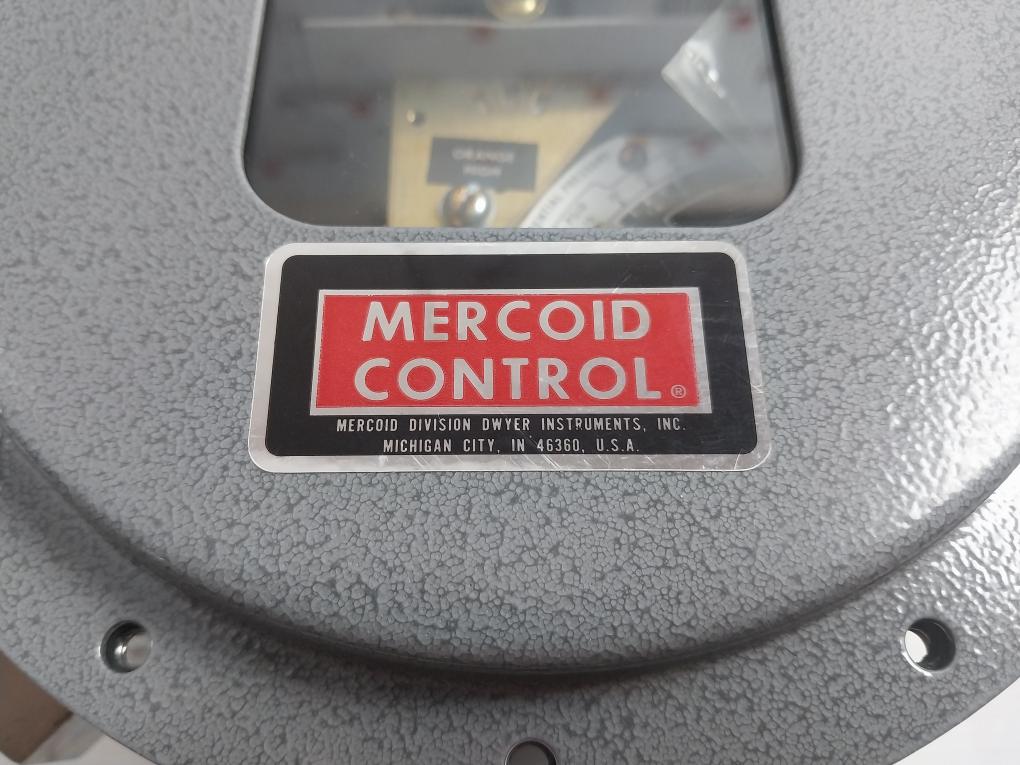 ORANGE
HIGH
MERCOID
CONTROL®
MERCOID DIVISION DWYER INSTRUMENTS, INC.
MICHIGAN CITY, IN 46360, U.S.A.